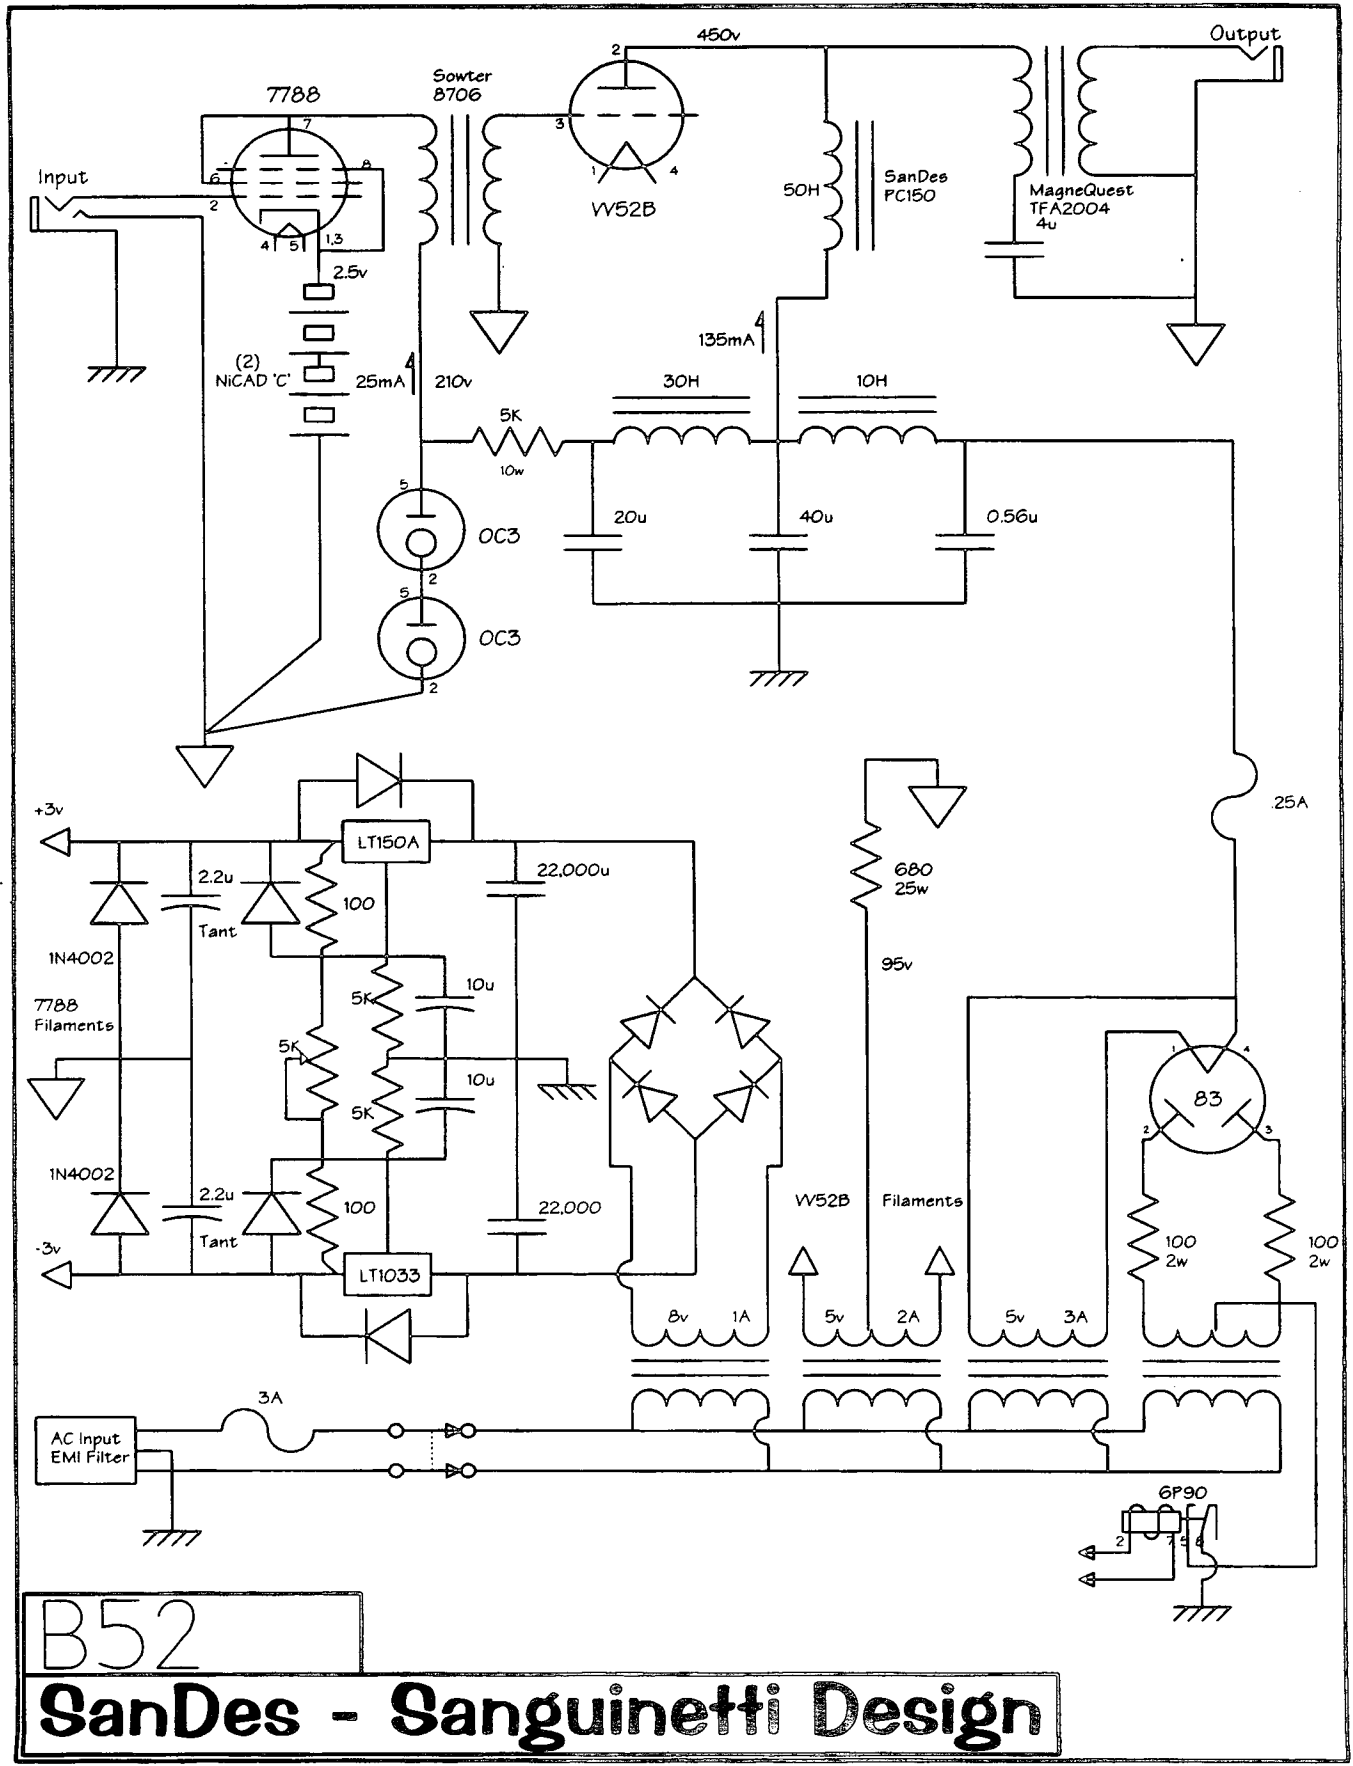 450v
Output
2
Sowter
8706
7788
7
3
1
4
VV52B
8
6
2
Input
4
5
1,3
2.5v
50H
SanDes
PC150
MagneQuest
TFA2004
4u
135mA
(2)
NiCAD 'C'
25mA
210v
30H
10H
5K
10w
5
OC3
2
20u
40u
0.56u
5
OC3
2
+3v
LT150A
22,000u
.25A
680
25w
2.2u
Tant
100
1N4002
95v
7788
Filaments
5K
10u
5K
5K
10u
1
4
83
2
3
1N4002
2.2u
Tant
100
22,000
VV52B
Filaments
100
2w
100
2w
-3v
LT1033
8v
1A
5v
2A
5v
3A
3A
AC Input
EMI Filter
6P90
2
7
5
8
B52
SanDes - Sanguinetti Design